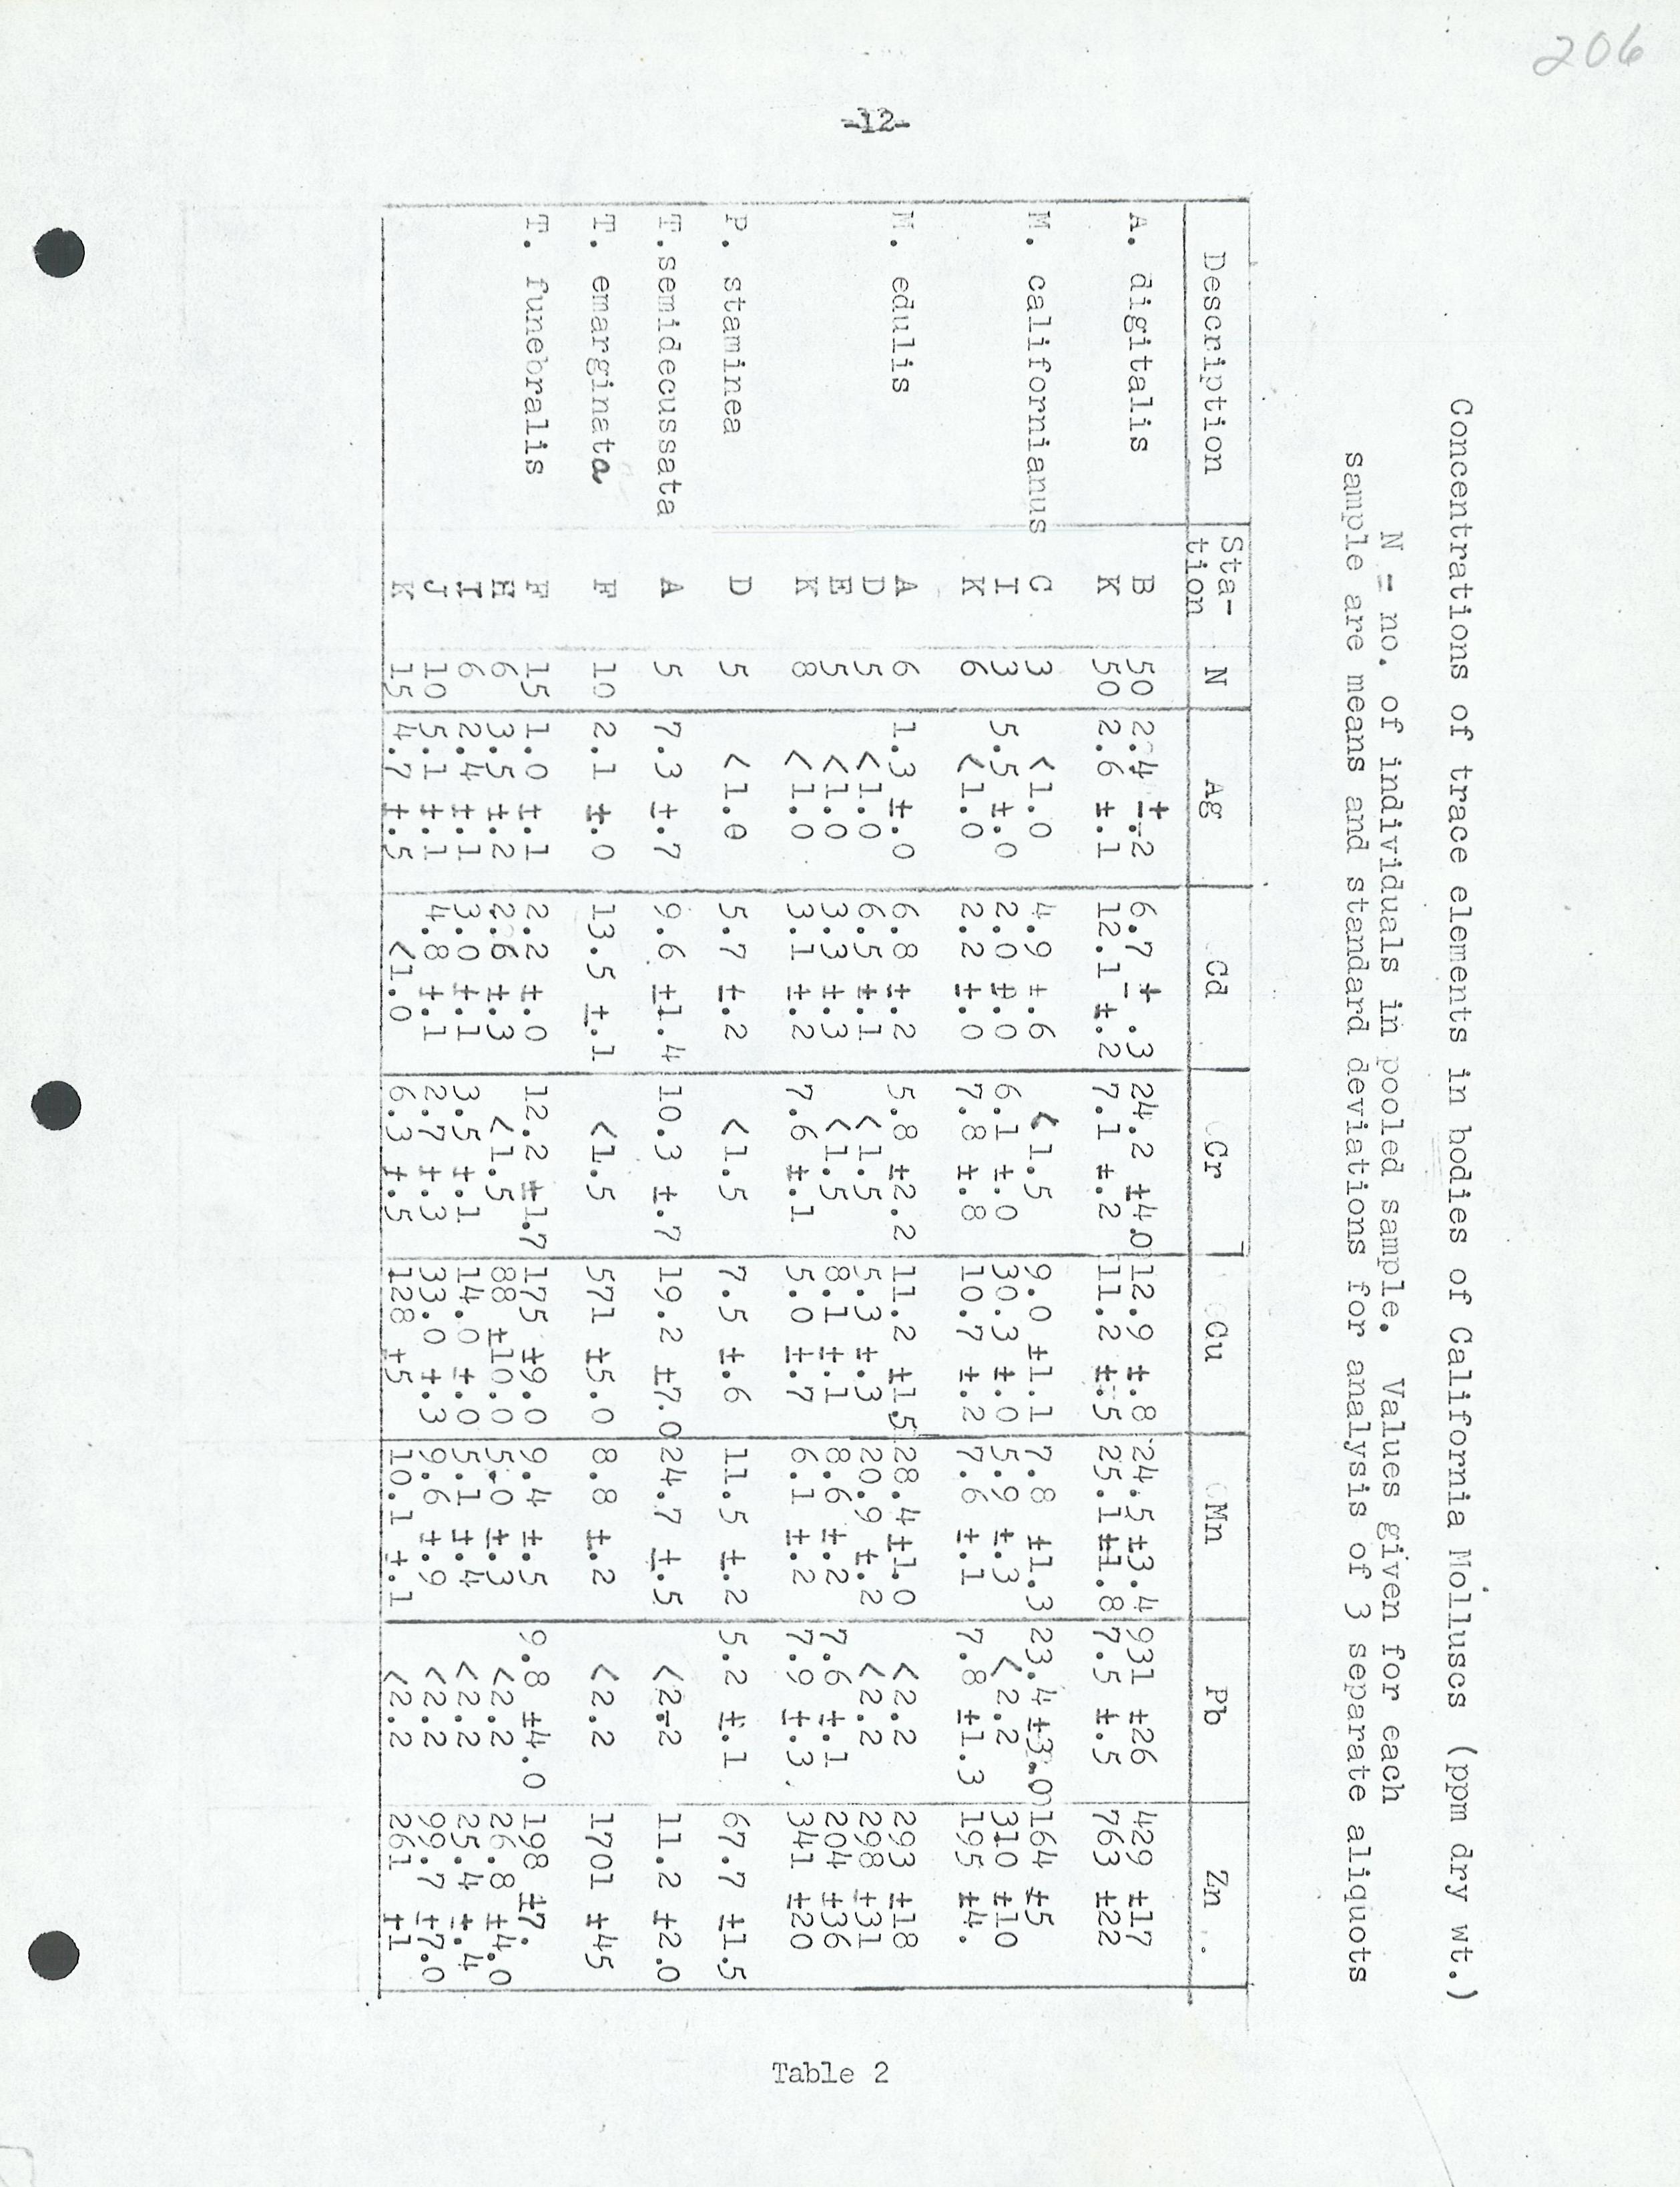 206
-12-
Concentrations of trace elements in bodies of California Molluscs (ppm dry wt.)
N = no. of individuals in pooled sample. Values given for each
sample are means and standard deviations for analysis of 3 separate aliquots
Description Sta-tion N Ag Cd Cr Cu Mn Pb Zn
A. digitalis B 50 2.4 ±.2 6.7 ± .3 24.2 ±4.0 12.9 ±.8 24.5 ±3.4 931 ±26 429 ±17
K 50 2.6 ±.1 12.1 ±.2 7.1 ±.2 11.2 ±.5 25.1 ±1.8 7.5 ±.5 763 ±22
M. californianus C 3 <1.0 4.9 ±.6 <1.5 9.0 ±1.1 7.8 ±1.3 23.4 ±3.0 164 ±5
I 3 5.5 ±.0 2.0 ±.0 6.1 ±.0 30.3 ±.0 5.9 ±.3 <2.2 310 ±10
K 6 <1.0 2.2 ±.0 7.8 ±.8 10.7 ±.2 7.6 ±.1 7.8 ±1.3 195 ±4.
M. edulis A 6 1.3 ±.0 6.8 ±.2 5.8 ±2.2 11.2 ±1.5 28.4 ±1.0 <2.2 293 ±18
D 5 <1.0 6.5 ±.1 <1.5 5.3 ±.3 20.9 ±.2 <2.2 298 ±31
E 5 <1.0 3.3 ±.3 <1.5 8.1 ±.1 8.6 ±.2 7.6 ±.1 204 ±36
K 8 <1.0 3.1 ±.2 7.6 ±.1 5.0 ±.7 6.1 ±.2 7.9 ±.3 341 ±20
P. staminea D 5 <1.0 5.7 ±.2 <1.5 7.5 ±.6 11.5 ±.2 5.2 ±.1 67.7 ±1.5
T.semidecussata A 5 7.3 ±.7 9.6 ±1.4 10.3 ±.7 19.2 ±7.0 24.7 ±.5 <2.2 11.2 ±2.0
T. emarginata F 10 2.1 ±.0 13.5 ±.1 <1.5 571 ±5.0 8.8 ±.2 <2.2 1701 ±45
T. funebralis F 15 1.0 ±.1 2.2 ±.0 12.2 ±1.7 175 ±9.0 9.4 ±.5 9.8 ±4.0 198 ±7.
H 6 3.5 ±.2 2.6 ±.3 <1.5 88 ±10.0 5.0 ±.3 <2.2 26.8 ±4.0
I 6 2.4 ±.1 3.0 ±.1 3.5 ±.1 14.0 ±.0 5.1 ±.4 <2.2 25.4 ±.4
J 10 5.1 ±.1 4.8 ±.1 2.7 ±.3 33.0 ±.3 9.6 ±.9 <2.2 99.7 ±7.0
K 15 4.7 ±.5 <1.0 6.3 ±.5 128 ±5 10.1 ±.1 <2.2 261 ±1
Table 2